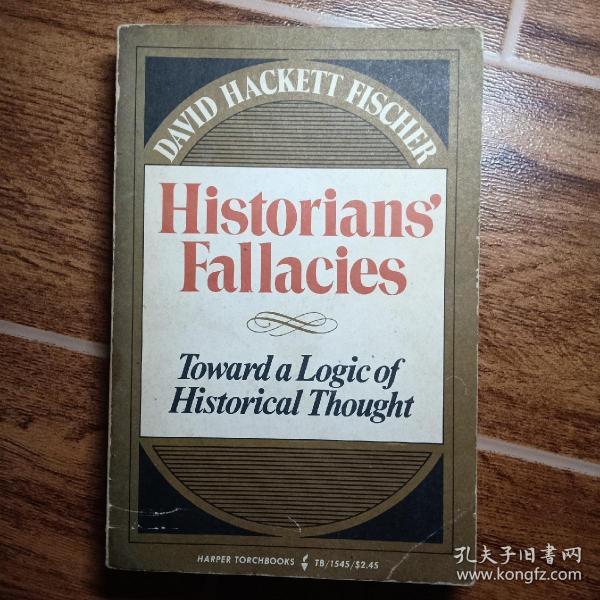 DAVID HACKETT FISCHER
Historians'
Fallacies
Toward a Logic of
Historical Thought
HARPER TORCHBOOKS TB/1545/$2.45
孔夫子旧书网
www.kongfz.com